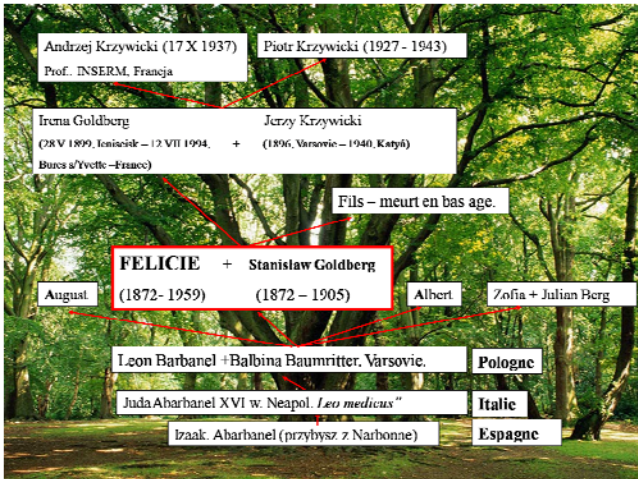 Andrzej Krzywicki (17 X 1937)
Prof.. INSERM, Francja
Piotr Krzywicki (1927 - 1943)
Irena Goldberg
(28 V 1899, Ieniseisk – 12 VII 1994,
Bures s/Yvette –France)
+
Jerzy Krzywicki
(1896, Varsovie – 1940, Katyń)
Fils – meurt en bas age.
FELICIE + Stanisław Goldberg
(1872- 1959) (1872 – 1905)
August
Albert
Zofia + Julian Berg
Leon Barbanel +Balbina Baumritter, Varsovie.
Pologne
Juda Abarbanel XVI w. Neapol. Leo medicus"
Italie
Izaak. Abarbanel (przybysz z Narbonne)
Espagne